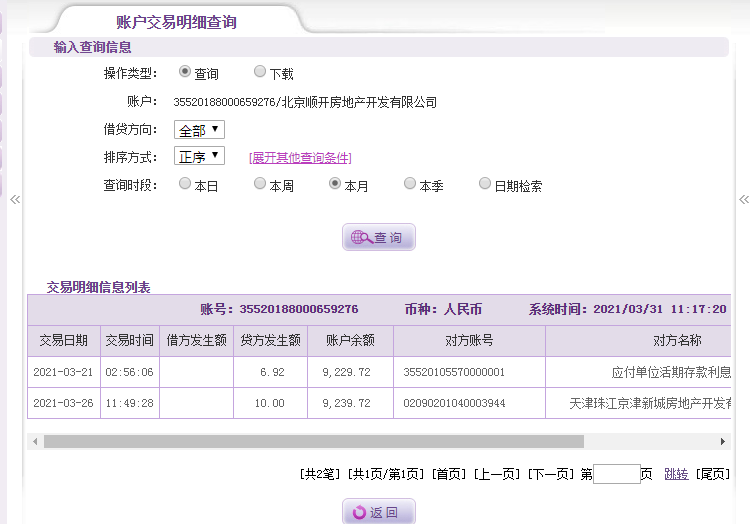 账户交易明细查询
输入查询信息
操作类型： 查询 下载
账户： 35520188000659276/北京顺开房地产开发有限公司
借贷方向： 全部
排序方式： 正序 [展开其他查询条件]
查询时段： 本日 本周 本月 本季 日期检索
查询
交易明细信息列表
账号：35520188000659276 币种：人民币 系统时间：2021/03/31 11:17:20
交易日期 交易时间 借方发生额 贷方发生额 账户余额 对方账号 对方名称
2021-03-21 02:56:06 6.92 9,229.72 35520105570000001 应付单位活期存款利息
2021-03-26 11:49:28 10.00 9,239.72 02090201040003944 天津珠江京津新城房地产开发有
[共2笔] [共1页/第1页] [首页] [上一页] [下一页] 第 页 跳转 [尾页]
返回